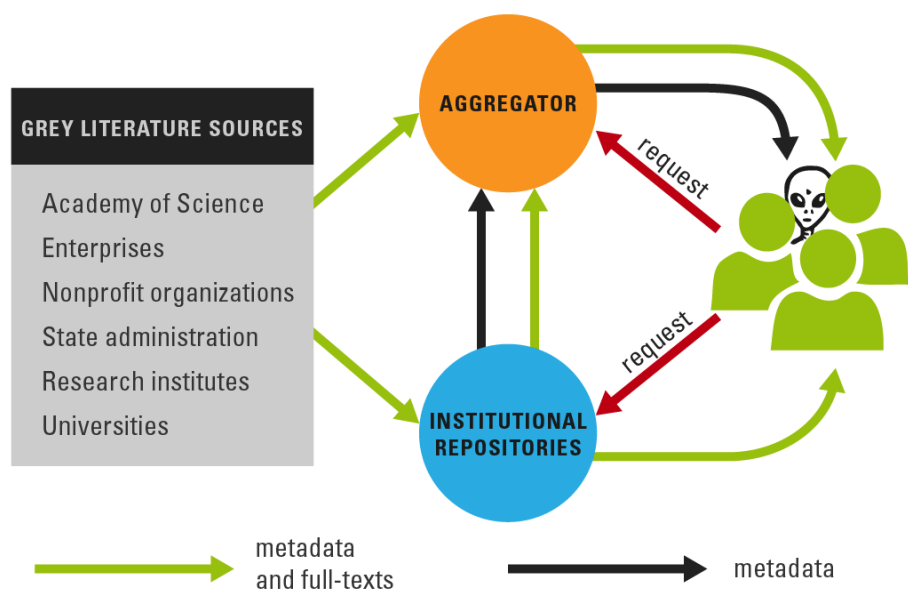 GREY LITERATURE SOURCES
Academy of Science
Enterprises
Nonprofit organizations
State administration
Research institutes
Universities
AGGREGATOR
request
request
INSTITUTIONAL
REPOSITORIES
metadata
and full-texts
metadata